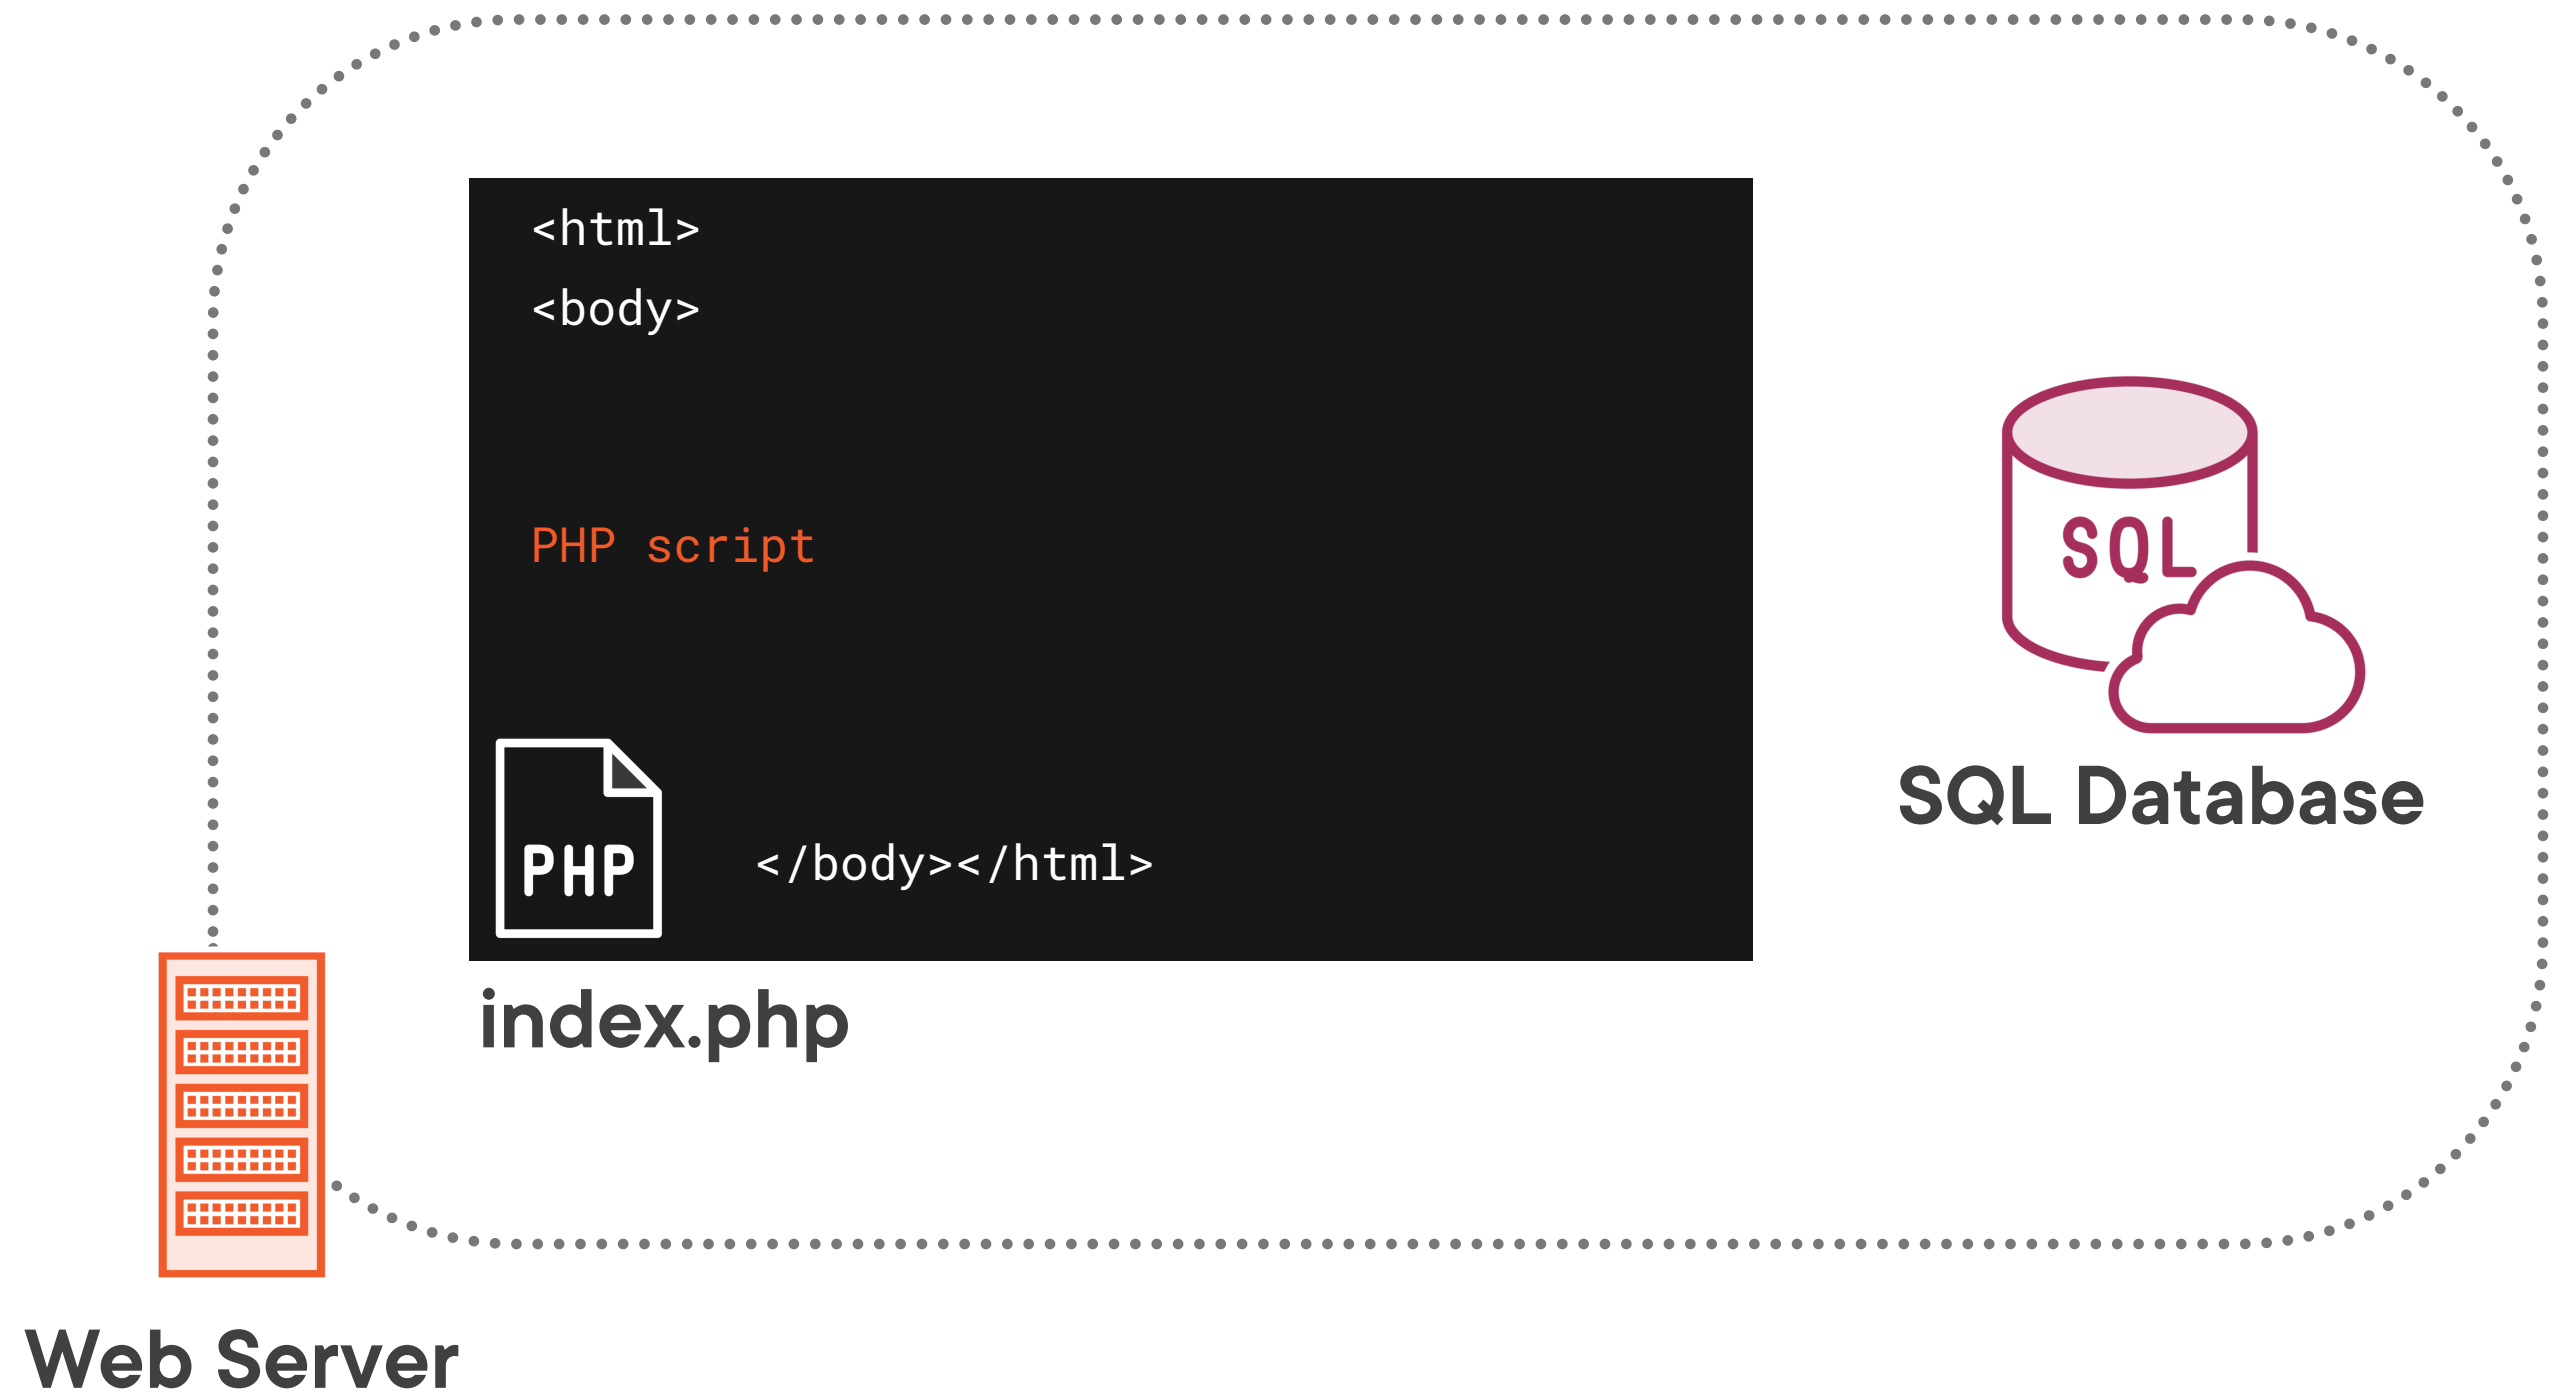 <html>
<body>
PHP script
SQL
SQL Database
PHP
</body></html>
index.php
Web Server